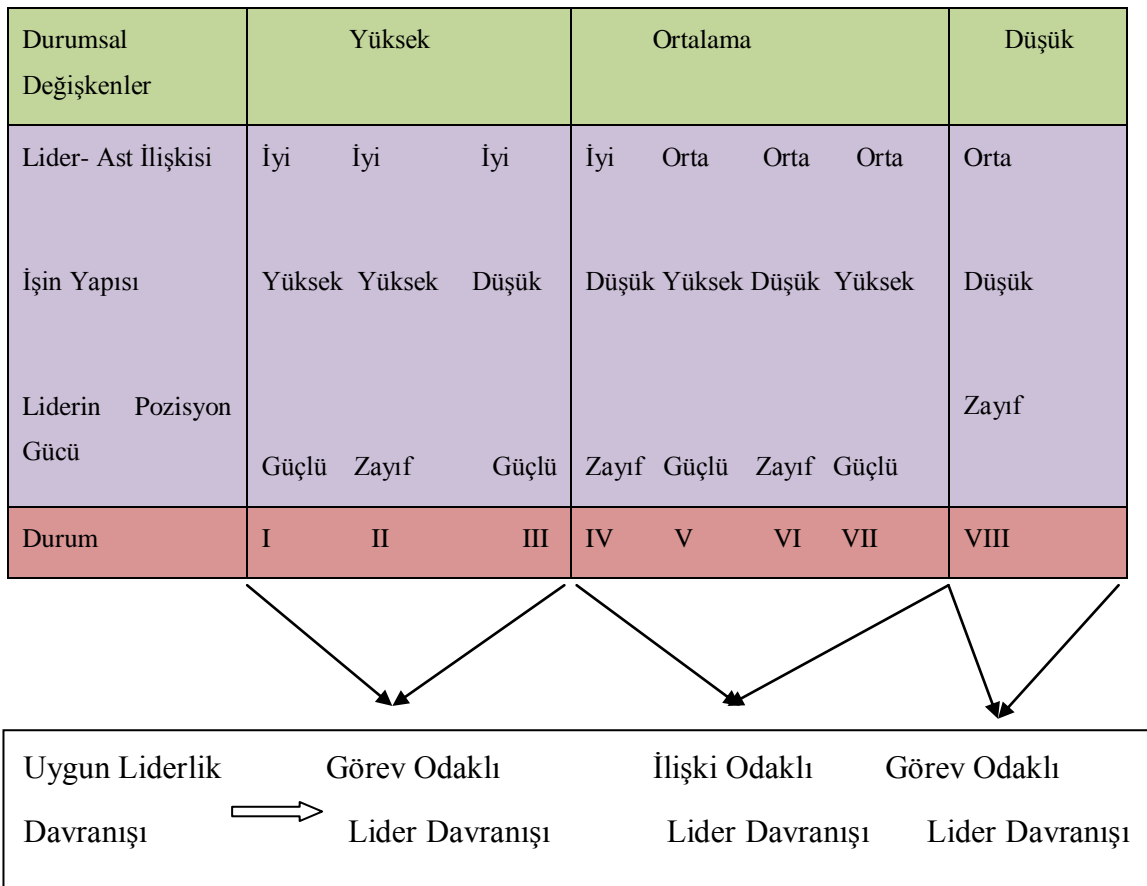 Durumsal Yüksek Ortalama Düşük
Değişkenler
Lider- Ast İlişkisi İyi İyi İyi İyi Orta Orta Orta Orta
İşin Yapısı Yüksek Yüksek Düşük Düşük Yüksek Düşük Yüksek Düşük
Liderin Pozisyon Zayıf
Gücü
Güçlü Zayıf Güçlü Zayıf Güçlü Zayıf Güçlü
Durum I II III IV V VI VII VIII
Uygun Liderlik Görev Odaklı İlişki Odaklı Görev Odaklı
Davranışı Lider Davranışı Lider Davranışı Lider Davranışı